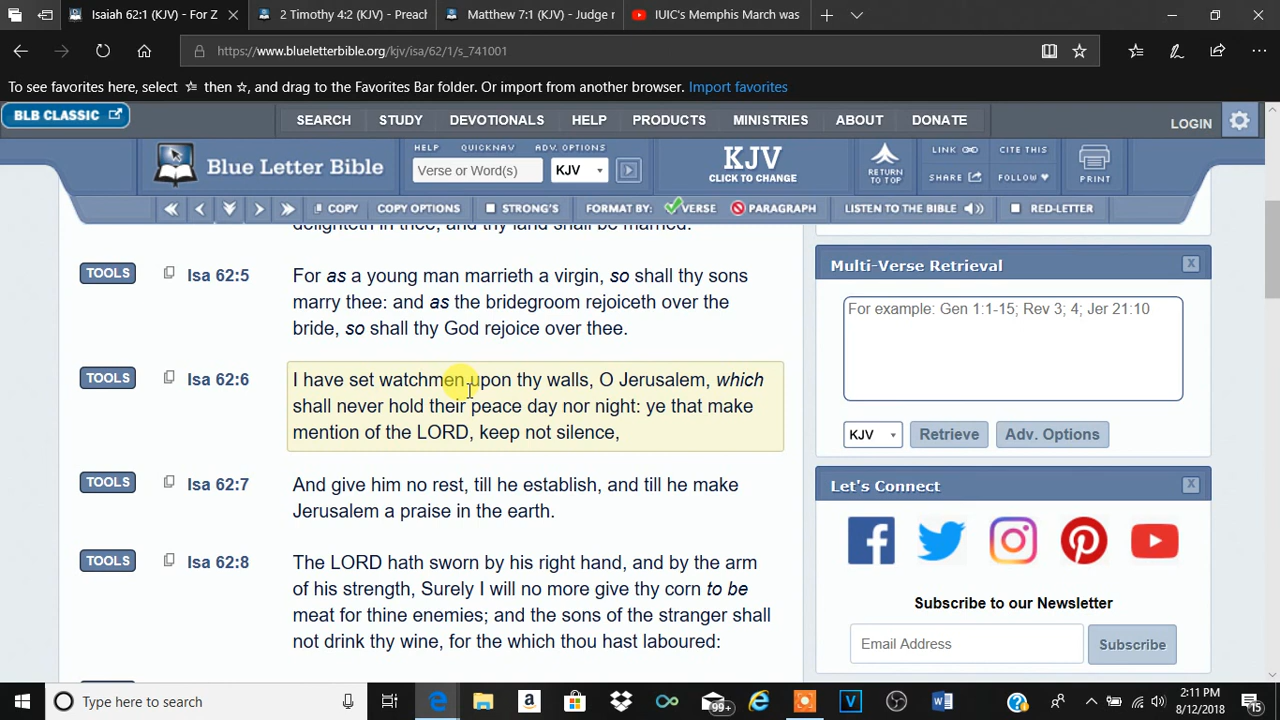 Isaiah 62:1 (KJV) - For Z
2 Timothy 4:2 (KJV) - Preach
Matthew 7:1 (KJV) - Judge n
IUIC's Memphis March was
https://www.blueletterbible.org/kjv/isa/62/1/s_741001
To see favorites here, select ☆ then ☆, and drag to the Favorites Bar folder. Or import from another browser. Import favorites
BLB CLASSIC
SEARCH STUDY DEVOTIONALS HELP PRODUCTS MINISTRIES ABOUT DONATE
LOGIN
Blue Letter Bible
HELP QUICKNAV ADV. OPTIONS
Verse or Word(s) KJV
KJV
CLICK TO CHANGE
RETURN
TO TOP
LINK CITE THIS
SHARE FOLLOW
PRINT
COPY COPY OPTIONS STRONG'S FORMAT BY: VERSE PARAGRAPH LISTEN TO THE BIBLE RED-LETTER
delighteth in thee, and thy land shall be married.
TOOLS Isa 62:5 For as a young man marrieth a virgin, so shall thy sons
marry thee: and as the bridegroom rejoiceth over the
bride, so shall thy God rejoice over thee.
TOOLS Isa 62:6 I have set watchmen upon thy walls, O Jerusalem, which
shall never hold their peace day nor night: ye that make
mention of the LORD, keep not silence,
TOOLS Isa 62:7 And give him no rest, till he establish, and till he make
Jerusalem a praise in the earth.
TOOLS Isa 62:8 The LORD hath sworn by his right hand, and by the arm
of his strength, Surely I will no more give thy corn to be
meat for thine enemies; and the sons of the stranger shall
not drink thy wine, for the which thou hast laboured:
Multi-Verse Retrieval X
For example: Gen 1:1-15; Rev 3; 4; Jer 21:10
KJV Retrieve Adv. Options
Let's Connect X
Subscribe to our Newsletter
Email Address Subscribe
Type here to search
99+
2:11 PM
8/12/2018
15